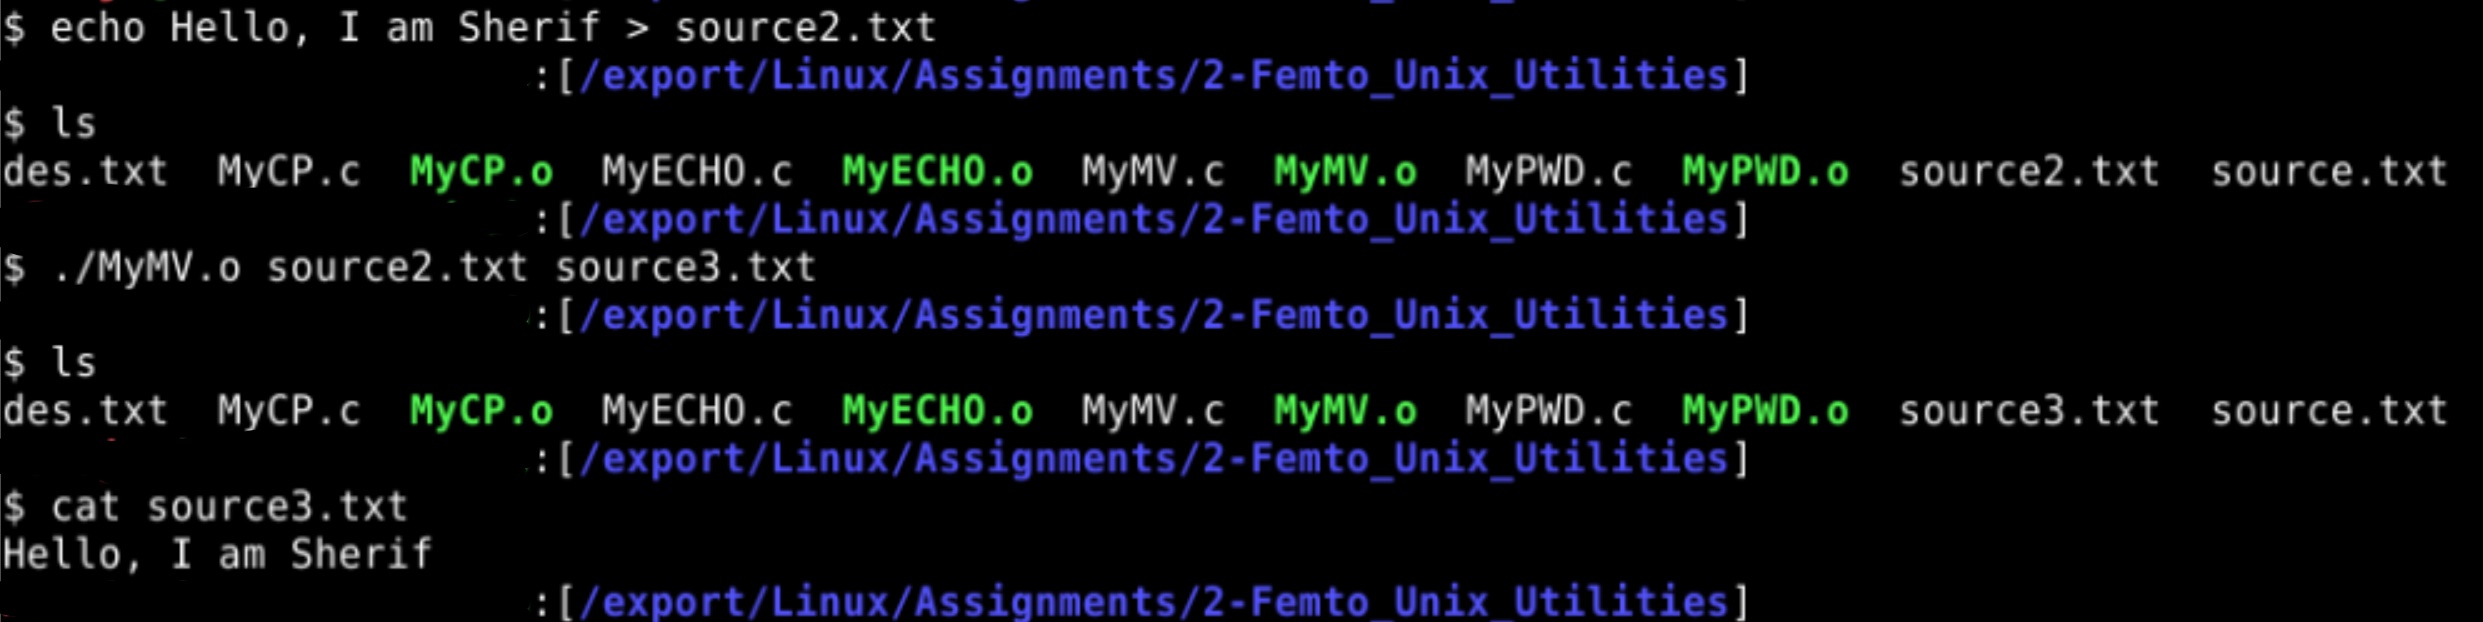 $ echo Hello, I am Sherif > source2.txt
:[/export/Linux/Assignments/2-Femto_Unix_Utilities]
$ ls
des.txt  MyCP.c  MyCP.o  MyECHO.c  MyECHO.o  MyMV.c  MyMV.o  MyPWD.c  MyPWD.o  source2.txt  source.txt
:[/export/Linux/Assignments/2-Femto_Unix_Utilities]
$ ./MyMV.o source2.txt source3.txt
:[/export/Linux/Assignments/2-Femto_Unix_Utilities]
$ ls
des.txt  MyCP.c  MyCP.o  MyECHO.c  MyECHO.o  MyMV.c  MyMV.o  MyPWD.c  MyPWD.o  source3.txt  source.txt
:[/export/Linux/Assignments/2-Femto_Unix_Utilities]
$ cat source3.txt
Hello, I am Sherif
:[/export/Linux/Assignments/2-Femto_Unix_Utilities]